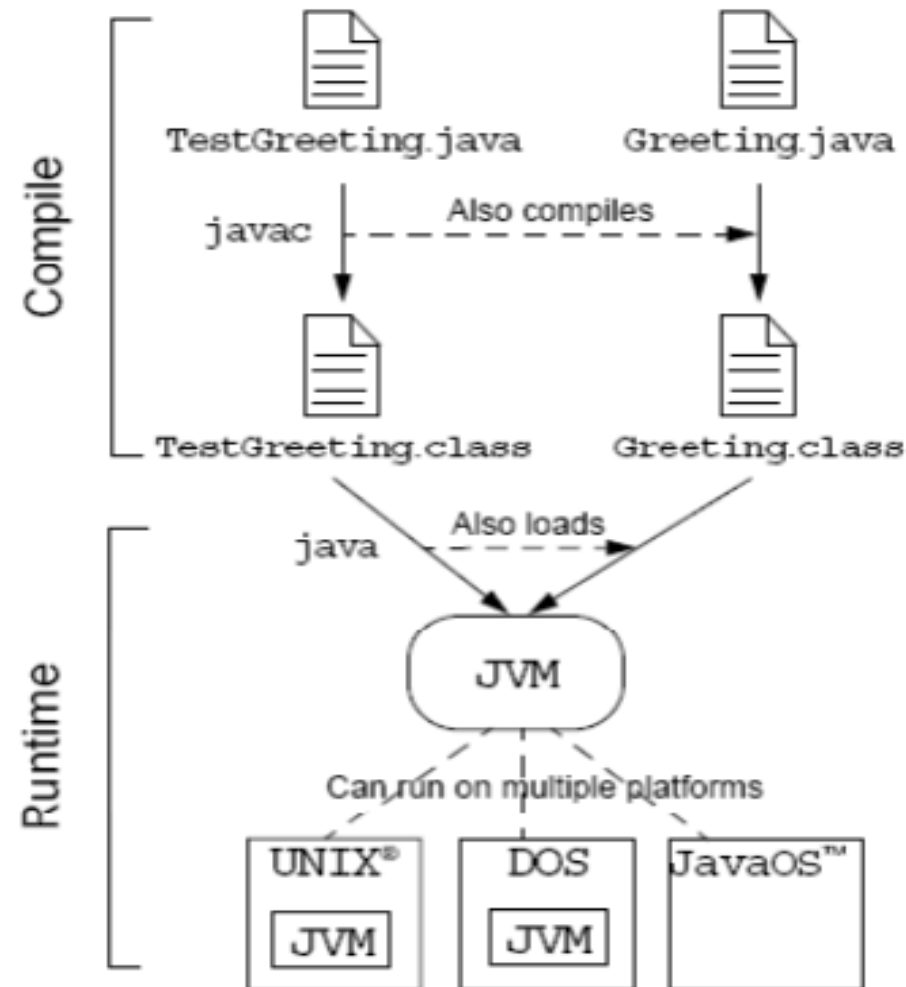 Compile
TestGreeting.java
Greeting.java
javac
Also compiles
TestGreeting.class
Greeting.class
Runtime
java
Also loads
JVM
Can run on multiple platforms
UNIX®
DOS
JavaOS™
JVM
JVM